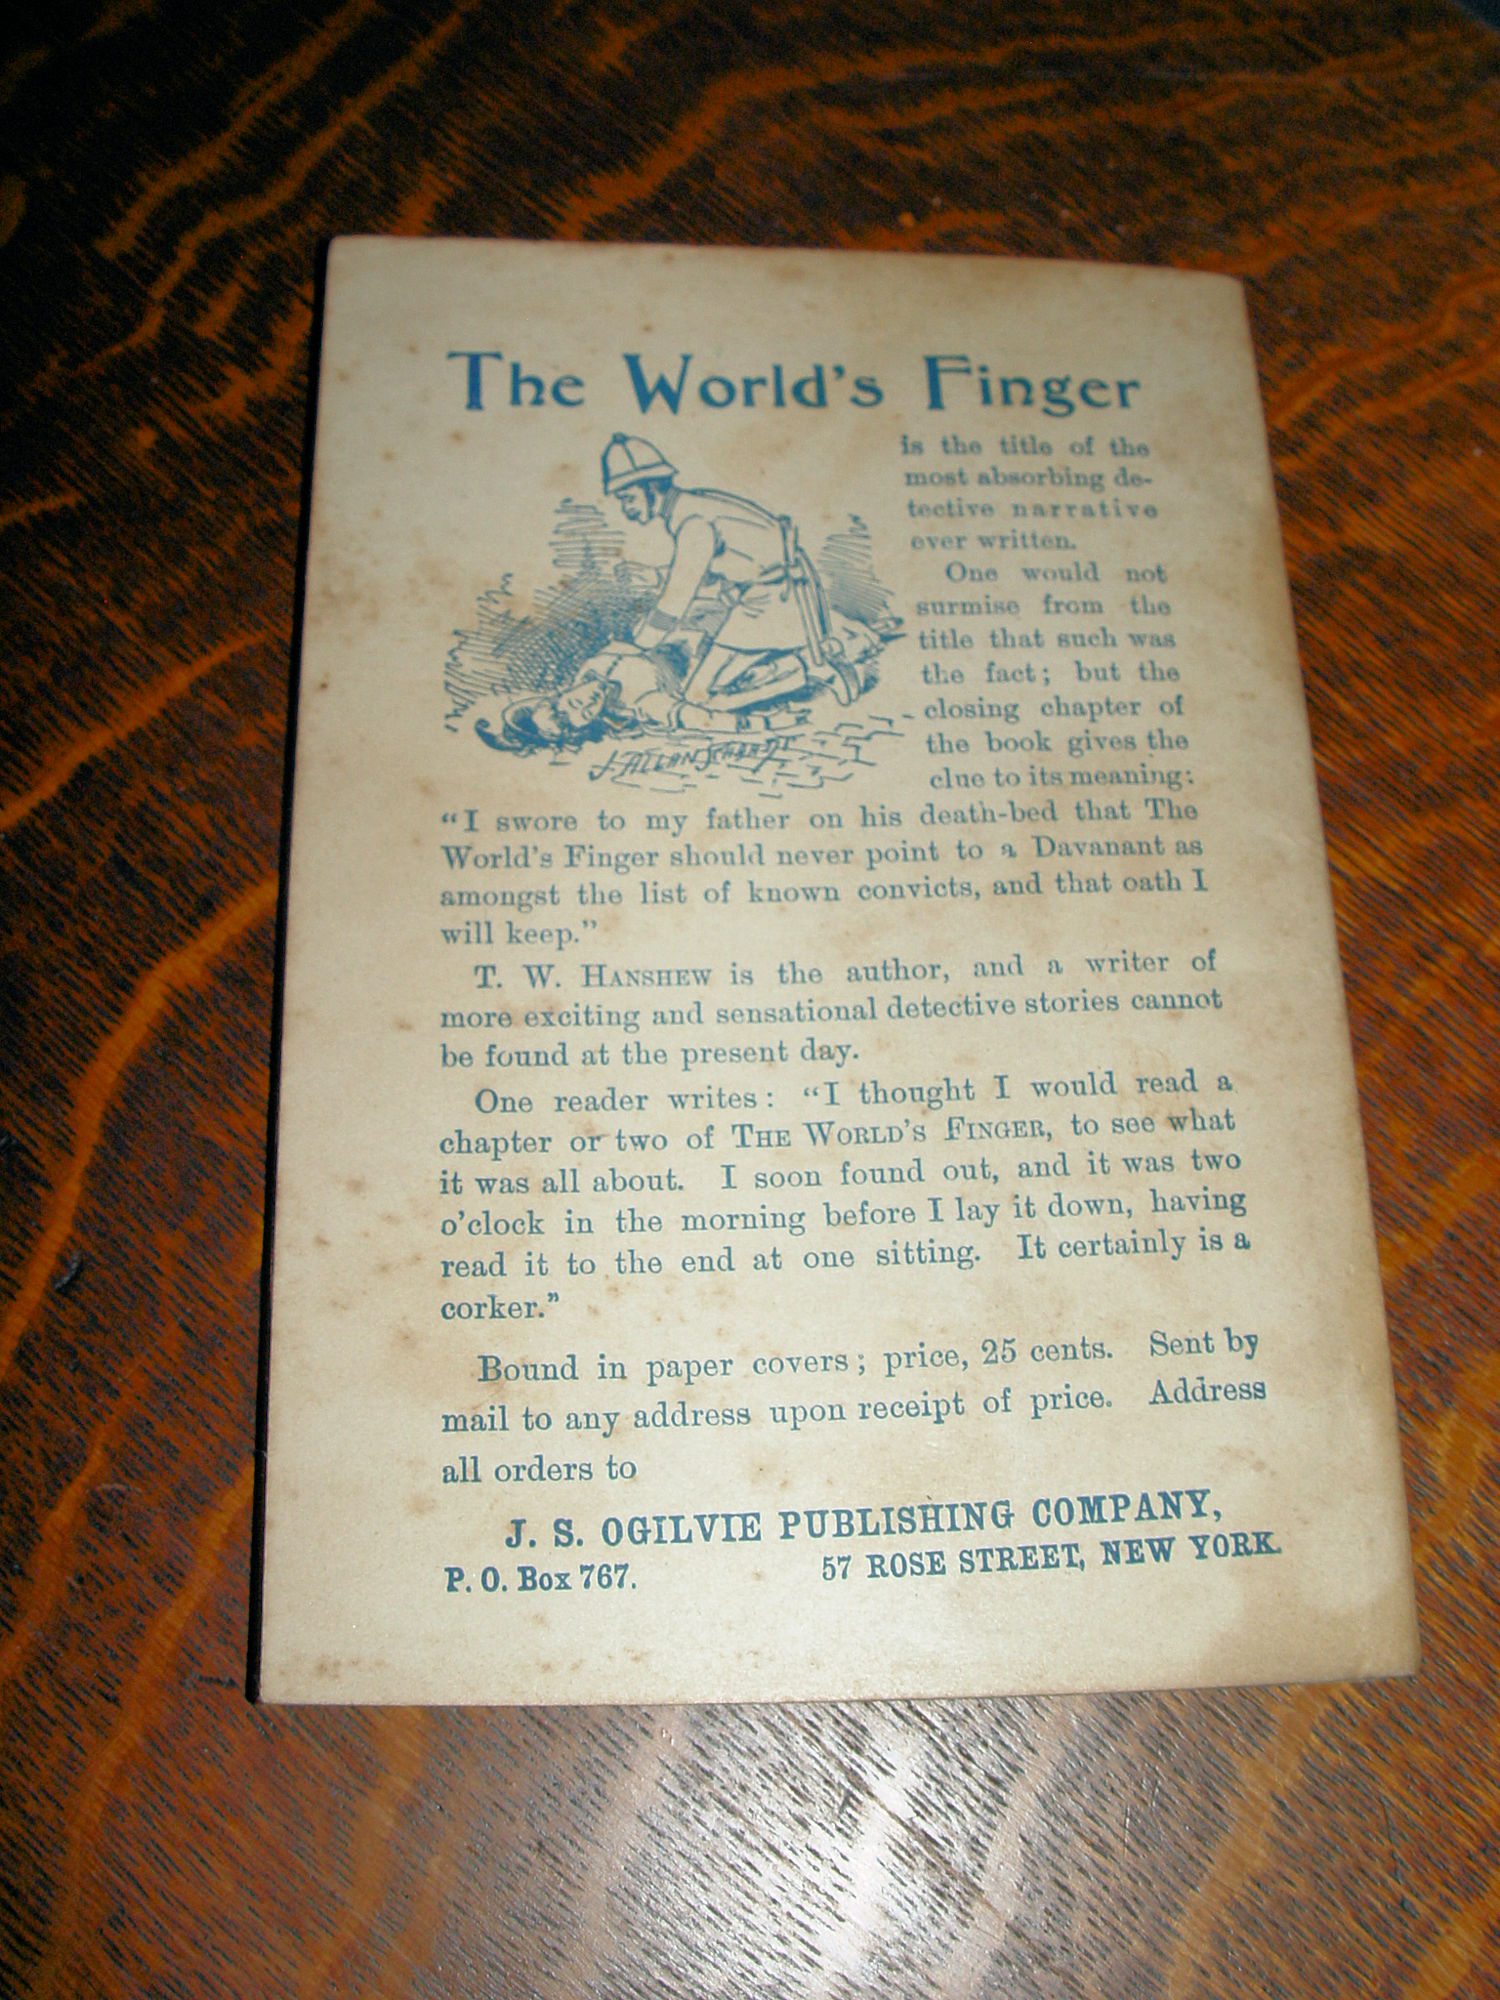 The World's Finger
is the title of the
most absorbing de-
tective narrative
ever written.
One would not
surmise from the
title that such was
the fact; but the
closing chapter of
the book gives the
clue to its meaning:
"I swore to my father on his death-bed that The
World's Finger should never point to a Davanant as
amongst the list of known convicts, and that oath I
will keep."
T. W. HANSHEW is the author, and a writer of
more exciting and sensational detective stories cannot
be found at the present day.
One reader writes: "I thought I would read a
chapter or two of THE WORLD'S FINGER, to see what
it was all about. I soon found out, and it was two
o'clock in the morning before I lay it down, having
read it to the end at one sitting. It certainly is a
corker."
Bound in paper covers; price, 25 cents. Sent by
mail to any address upon receipt of price. Address
all orders to
J. S. OGILVIE PUBLISHING COMPANY,
P. O. Box 767. 57 ROSE STREET, NEW YORK.
J. ALLAN